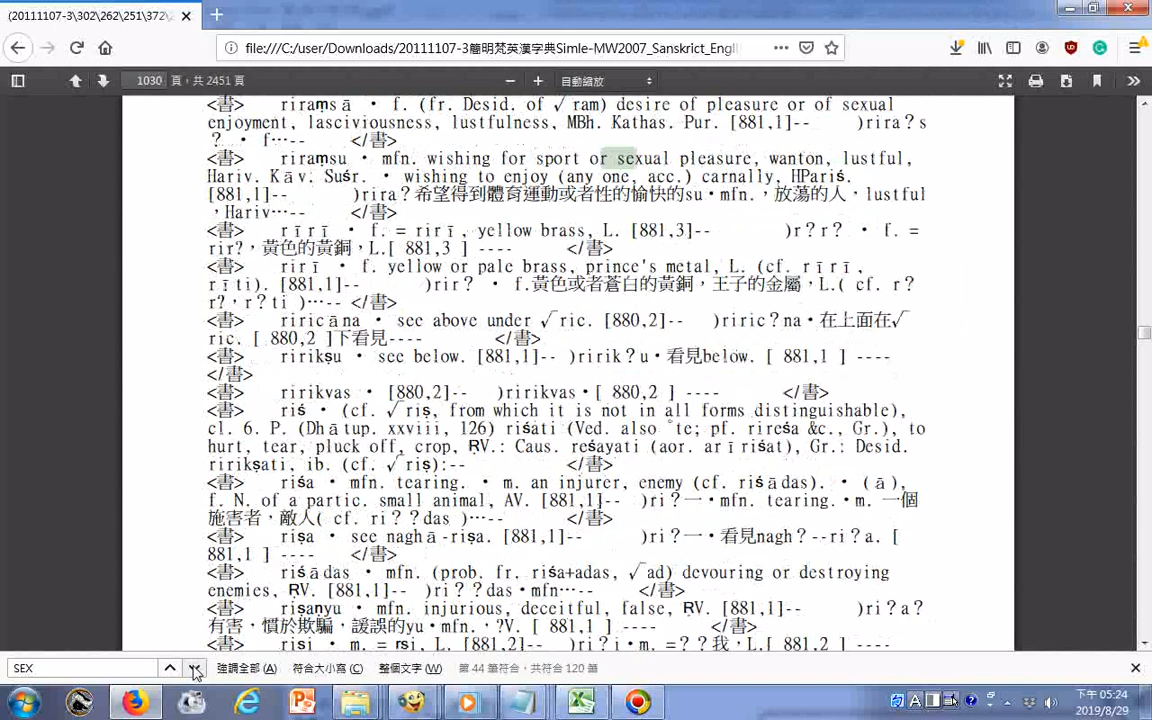 (20111107-3\302\262\251\372\
file:///C:/user/Downloads/20111107-3簡明梵英漢字典Simle-MW2007_Sanskrict_Engl
1030 頁，共 2451 頁
自動縮放
<書> riraṃsā • f. (fr. Desid. of √ ram) desire of pleasure or of sexual
enjoyment, lasciviousness, lustfulness, MBh. Kathas. Pur. [881,1]-- )rira?s
? • f…-- </書>
<書> riraṃsu • mfn. wishing for sport or sexual pleasure, wanton, lustful,
Hariv. Kāv. Suśr. • wishing to enjoy (any one, acc.) carnally, HPariś.
[881,1]-- )rira？希望得到體育運動或者性的愉快的su•mfn.，放蕩的人，lustful
，Hariv…-- </書>
<書> rīrī • f. = rirī, yellow brass, L. [881,3]-- )r？r？ • f. =
rir?，黃色的黃銅，L.[ 881,3 ] ---- </書>
<書> rirī • f. yellow or pale brass, prince's metal, L. (cf. rīrī,
rīti). [881,1]-- )rir？ • f.黃色或者蒼白的黃銅，王子的金屬，L.( cf. r？
r?，r？ti )…-- </書>
<書> riricāna • see above under √ric. [880,2]-- )riric？na•在上面在√
ric. [ 880,2 ]下看見---- </書>
<書> ririkṣu • see below. [881,1]-- )ririk？u•看見below. [ 881,1 ] ----
</書>
<書> ririkvas • [880,2]-- )ririkvas•[ 880,2 ] ---- </書>
<書> riś • (cf. √riṣ, from which it is not in all forms distinguishable),
cl. 6. P. (Dhātup. xxviii, 126) riśati (Ved. also °te; pf. rireśa &c., Gr.), to
hurt, tear, pluck off, crop, ṚV.: Caus. reśayati (aor. arīriśat), Gr.: Desid.
ririkṣati, ib. (cf. √riṣ):-- </書>
<書> riśa • mfn. tearing. • m. an injurer, enemy (cf. riśādas). • (ā),
f. N. of a partic. small animal, AV. [881,1]-- )ri？一•mfn. tearing.•m. 一個
施害者，敵人( cf. ri？？das )…-- </書>
<書> riṣa • see naghā-riṣa. [881,1]-- )ri？一•看見nagh？--ri？a. [
881,1 ] ---- </書>
<書> riśādas • mfn. (prob. fr. riśa+adas, √ad) devouring or destroying
enemies, ṚV. [881,1]-- )ri？？das•mfn…-- </書>
<書> riṣaṇyu • mfn. injurious, deceitful, false, ṚV. [881,1]-- )ri？a？
有害，慣於欺騙，謬誤的yu•mfn.，?V. [ 881,1 ] ---- </書>
<書> riṣi • m. = ṛṣi, L. [881,2]-- )ri？i•m. =？？我，L.[ 881,2 ]
SEX
強調全部 (A)
符合大小寫 (C)
整個文字 (W)
第 44 筆符合，共符合 120 筆
下午 05:24
2019/8/29